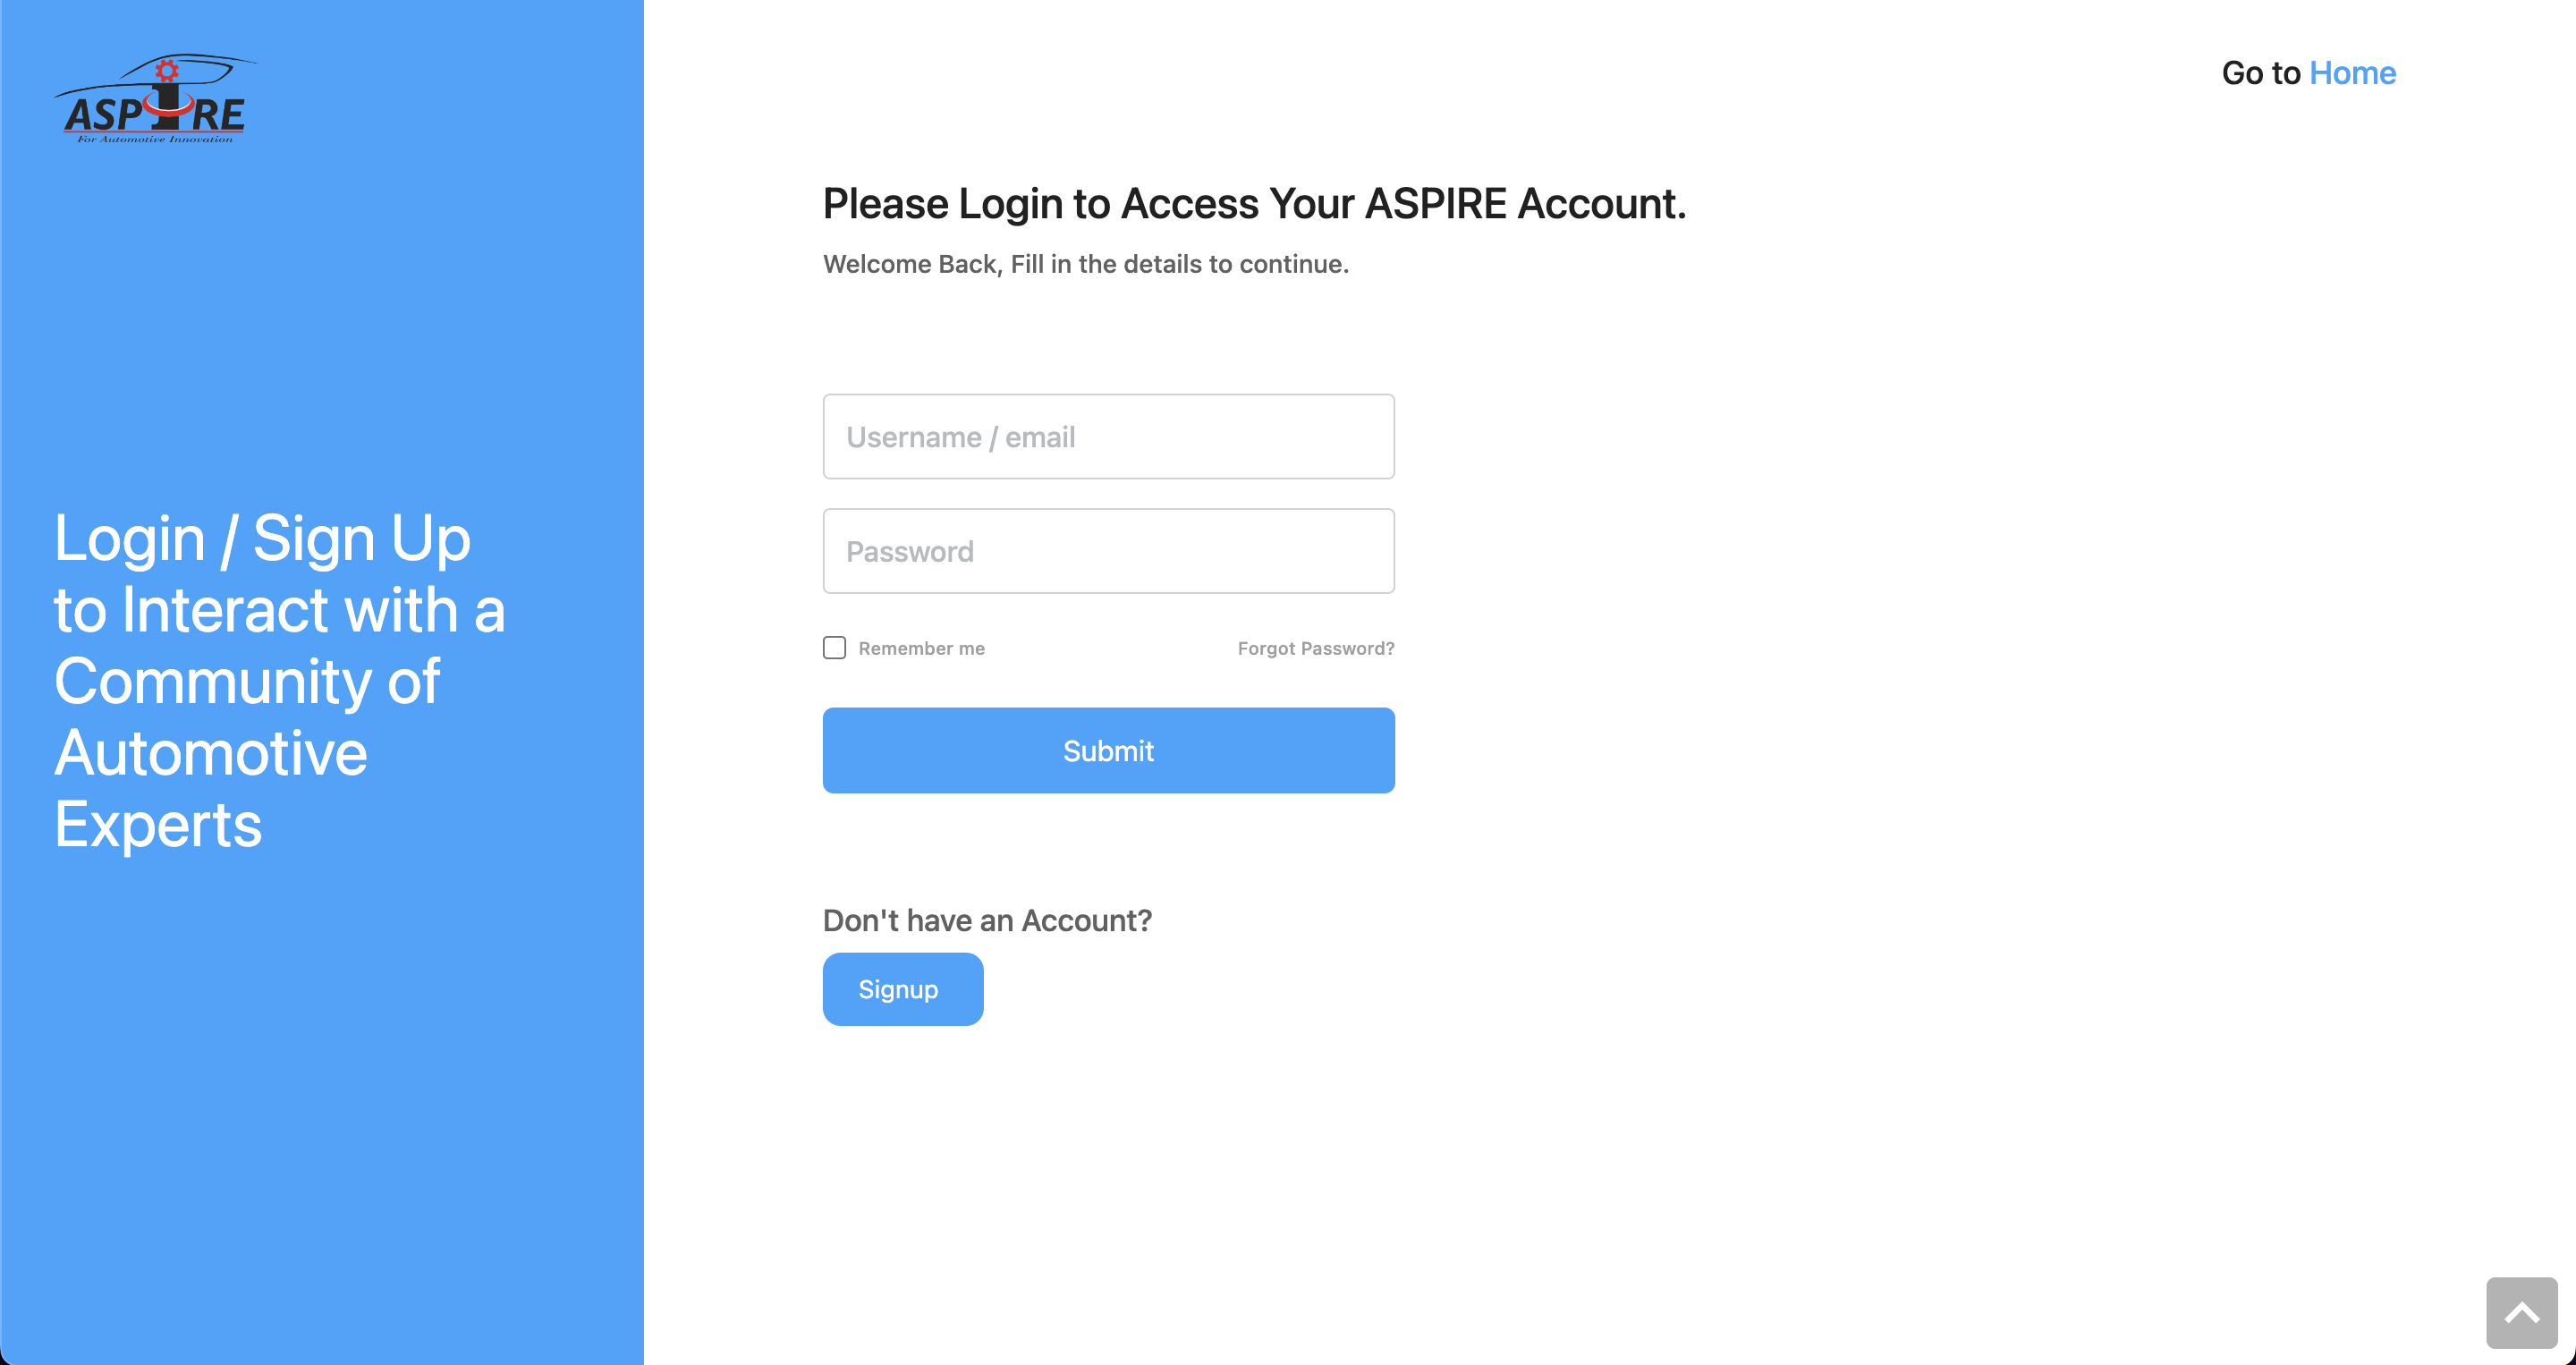 ASPIRE
For Automotive Innovation
Go to Home
Please Login to Access Your ASPIRE Account.
Welcome Back, Fill in the details to continue.
Username / email
Password
Remember me
Forgot Password?
Submit
Don't have an Account?
Signup
Login / Sign Up
to Interact with a
Community of
Automotive
Experts